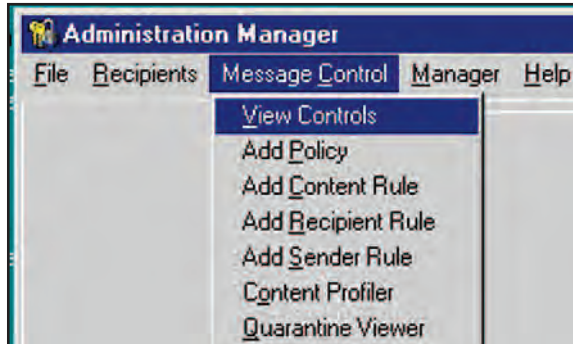 Administration Manager
File Recipients Message Control Manager Help
View Controls
Add Policy
Add Content Rule
Add Recipient Rule
Add Sender Rule
Content Profiler
Quarantine Viewer